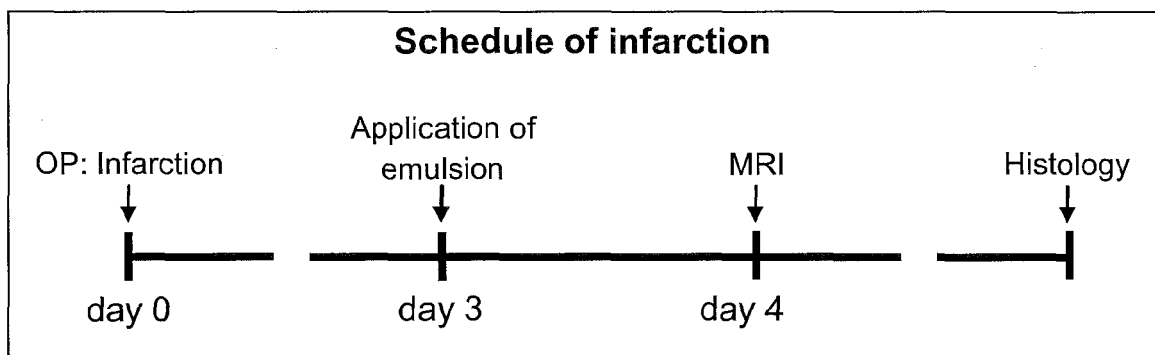 Schedule of infarction
OP: Infarction
Application of
emulsion
MRI
Histology
day 0
day 3
day 4